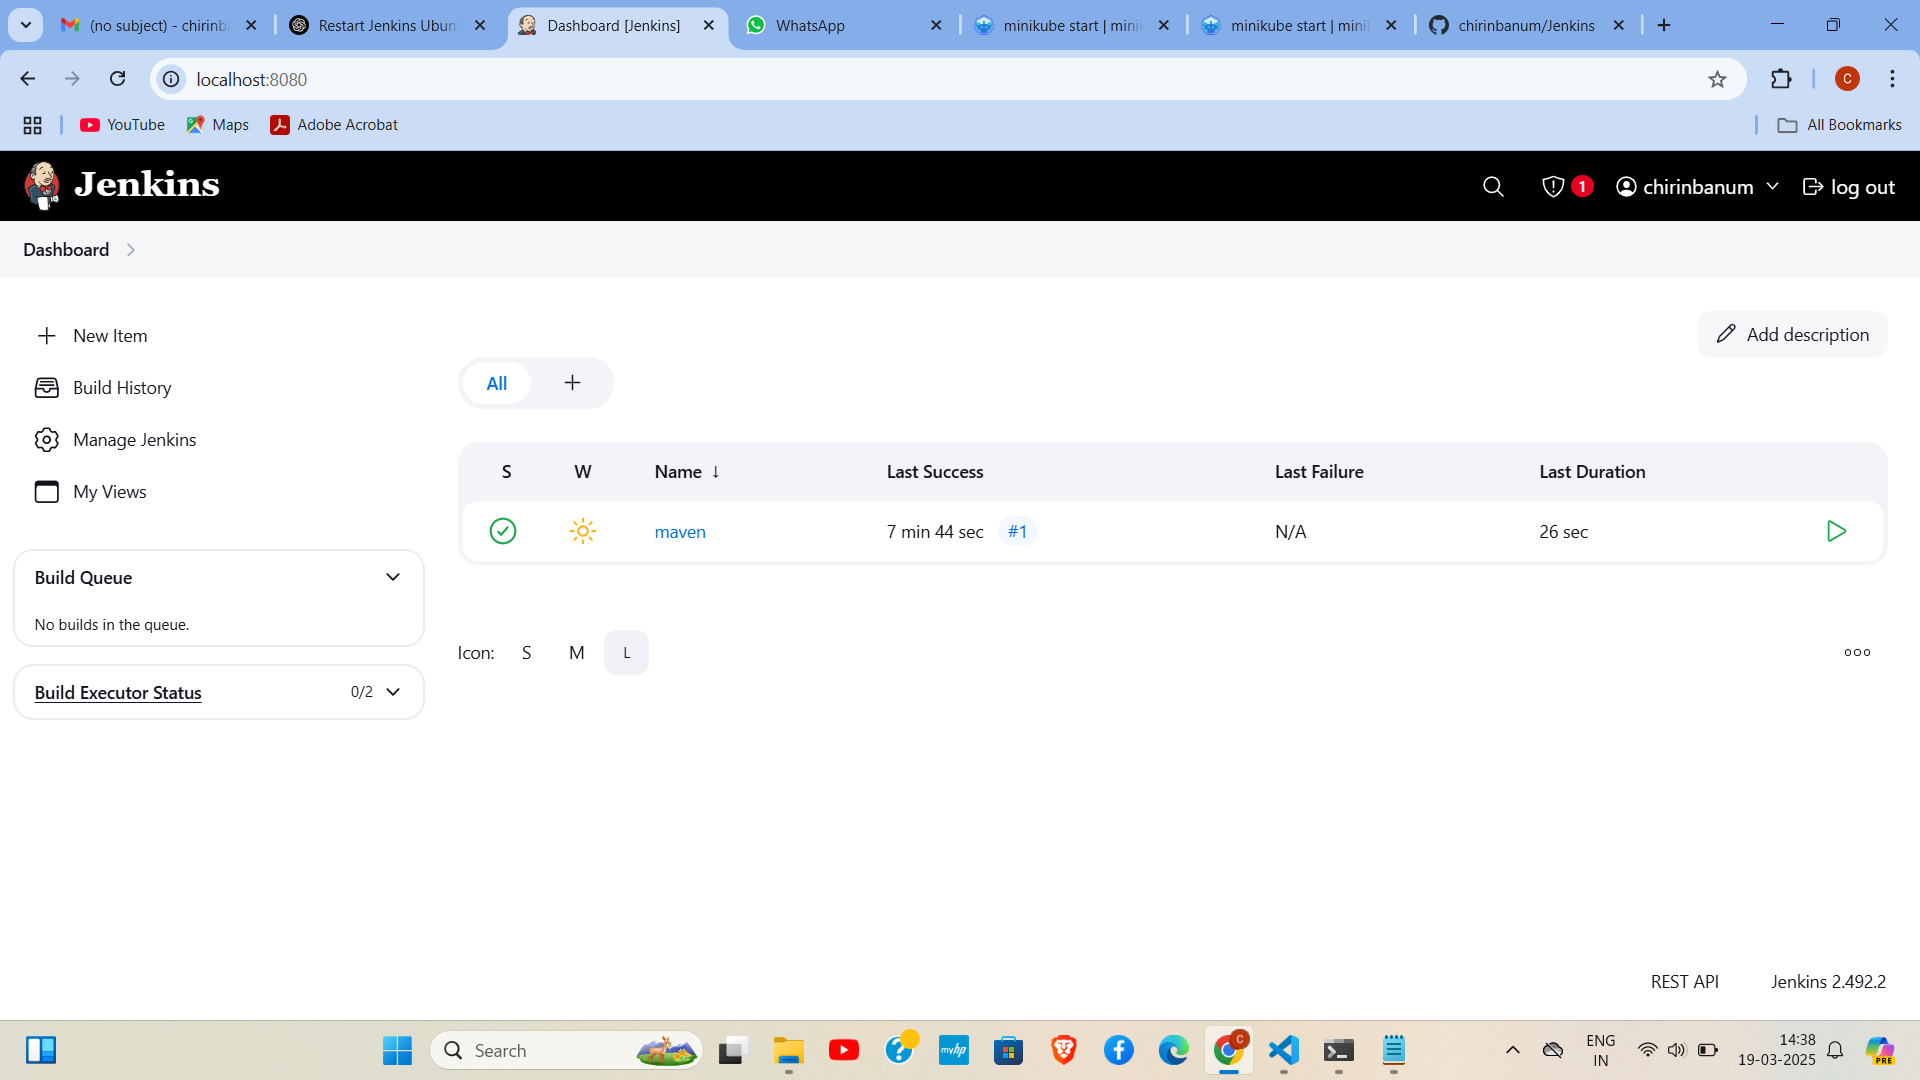 (no subject) - chirinba
Restart Jenkins Ubun
Dashboard [Jenkins]
WhatsApp
minikube start | mini
minikube start | mini
chirinbanum/Jenkins
localhost:8080
C
YouTube
Maps
Adobe Acrobat
All Bookmarks
Jenkins
1
chirinbanum
log out
Dashboard
New Item
Build History
Manage Jenkins
My Views
Add description
All
S W Name ↓ Last Success Last Failure Last Duration
maven 7 min 44 sec #1 N/A 26 sec
Build Queue
No builds in the queue.
Build Executor Status 0/2
Icon: S M L
REST API
Jenkins 2.492.2
Search
myhp
C
ENG
IN
14:38
19-03-2025
PRE